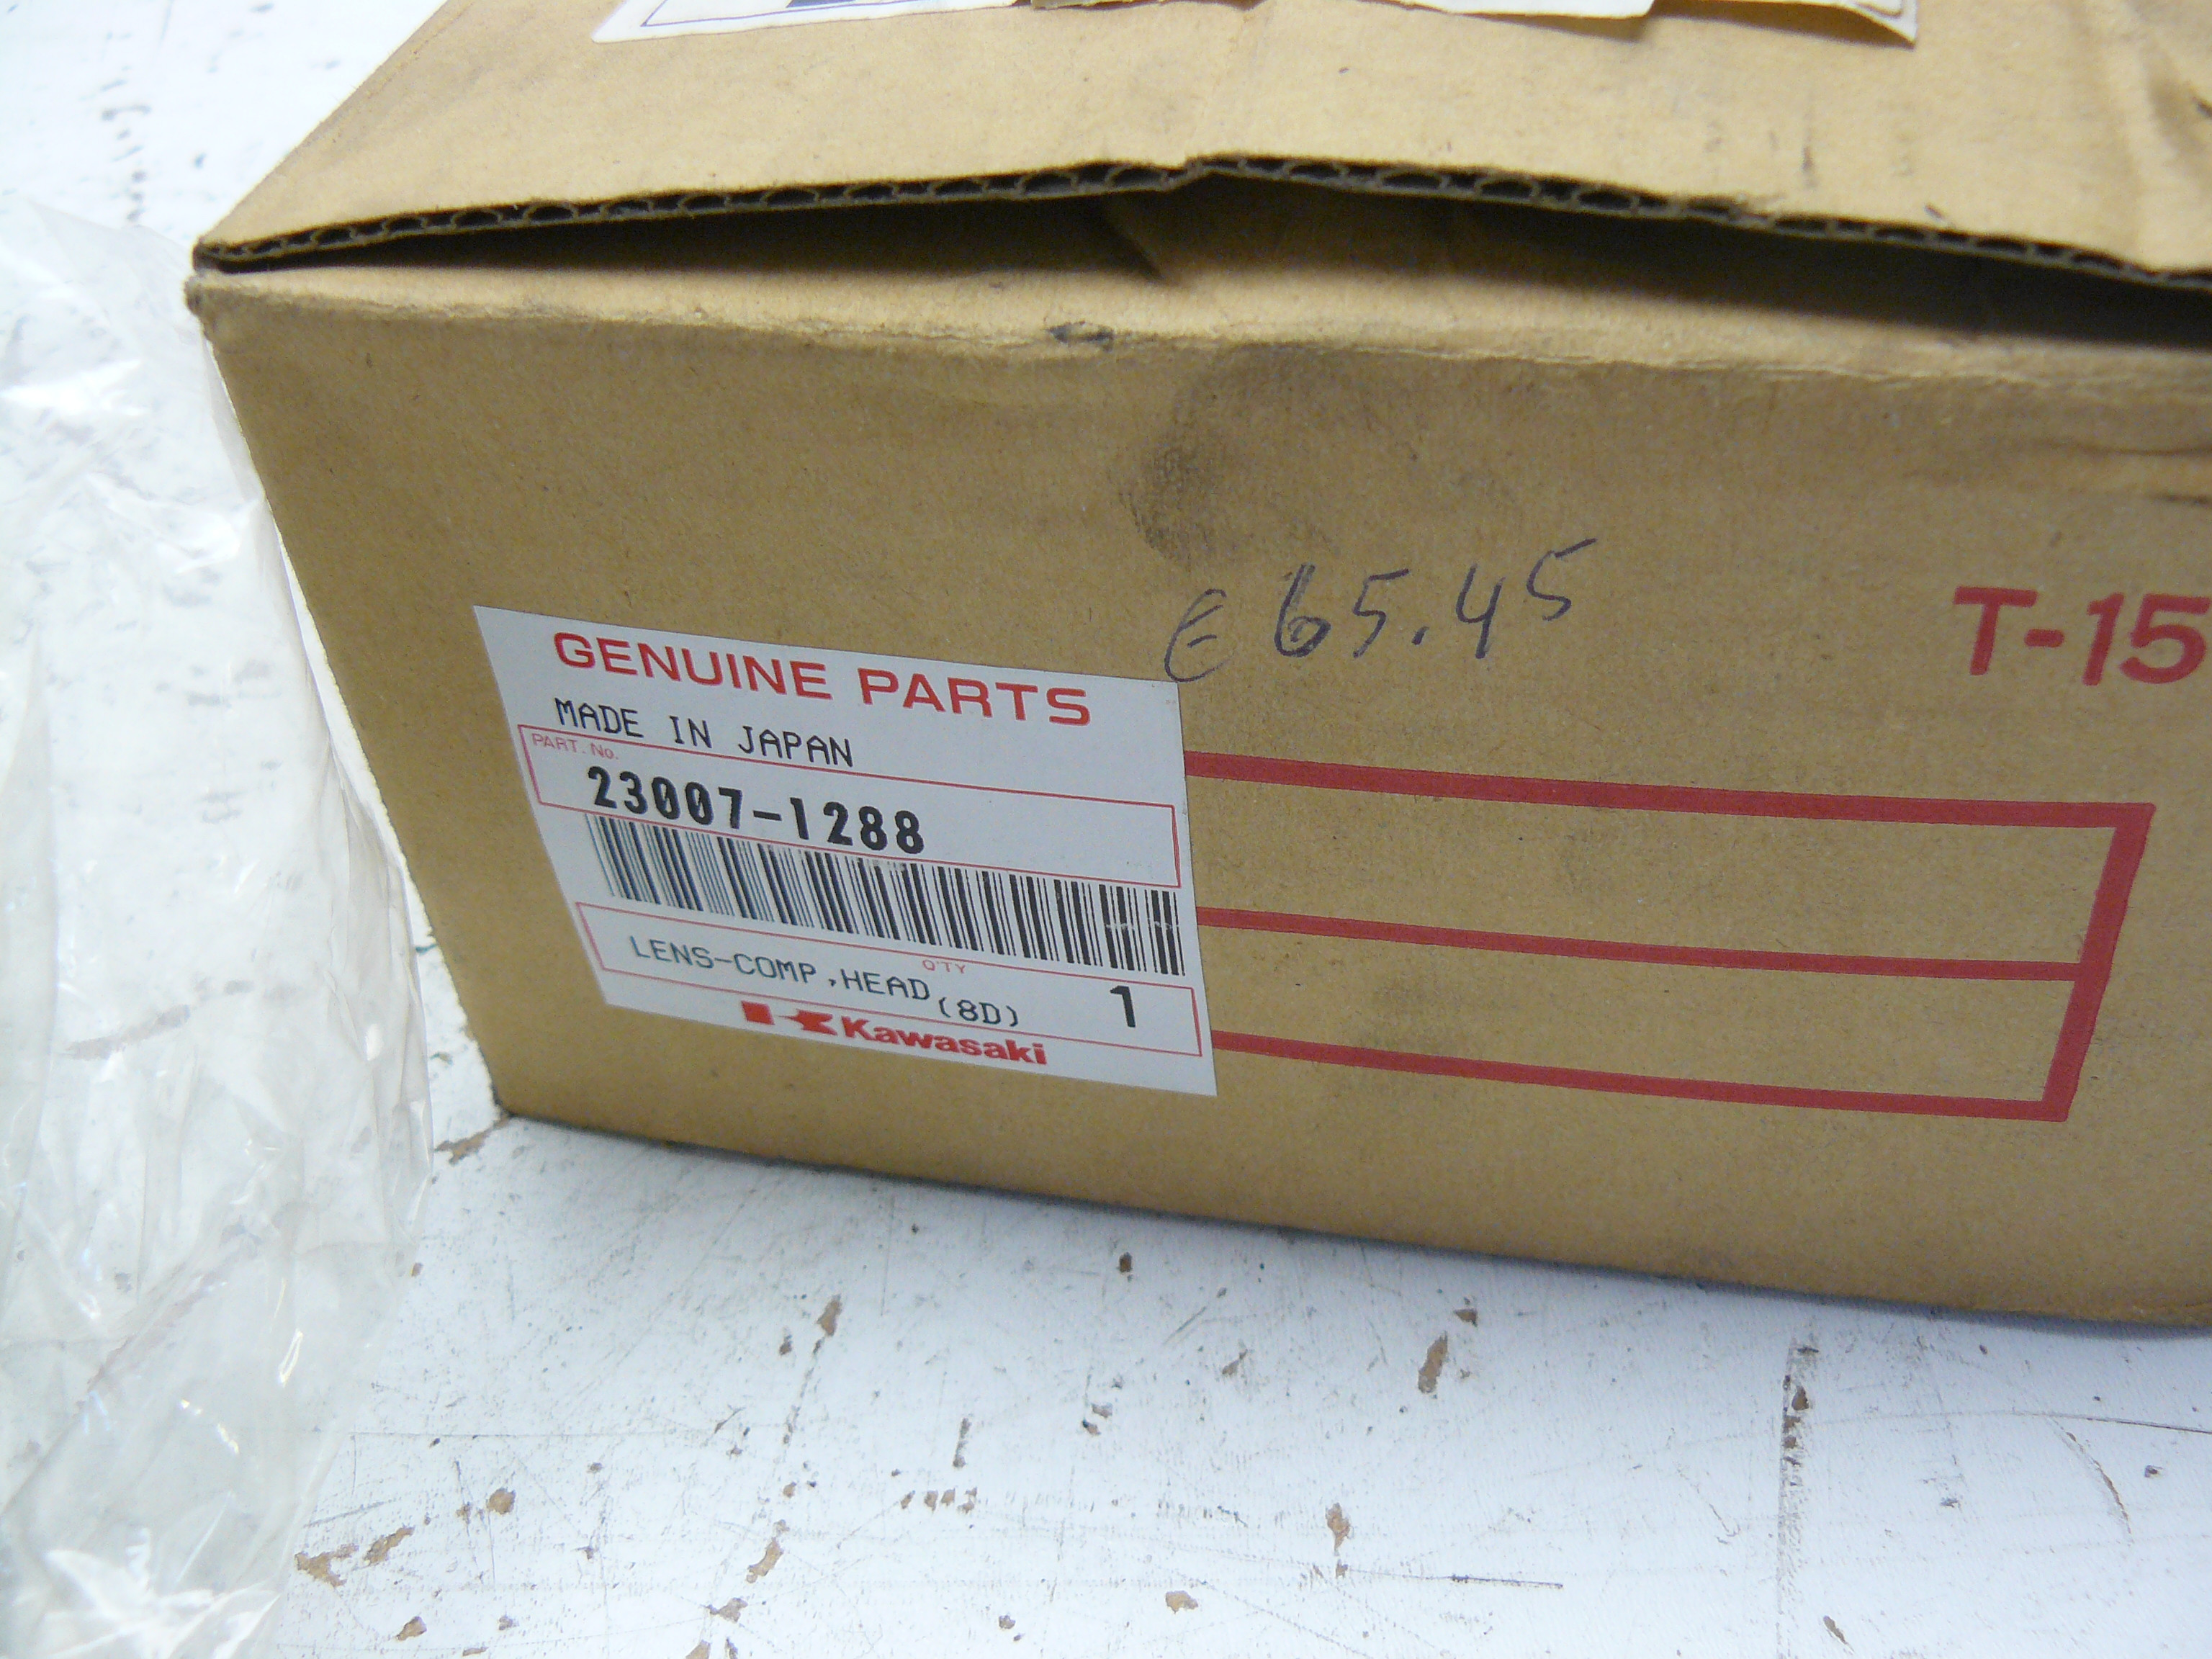 € 65.45
T-15
GENUINE PARTS
MADE IN JAPAN
PART. No.
23007-1288
Q'TY
LENS-COMP,HEAD(8D) 1
Kawasaki